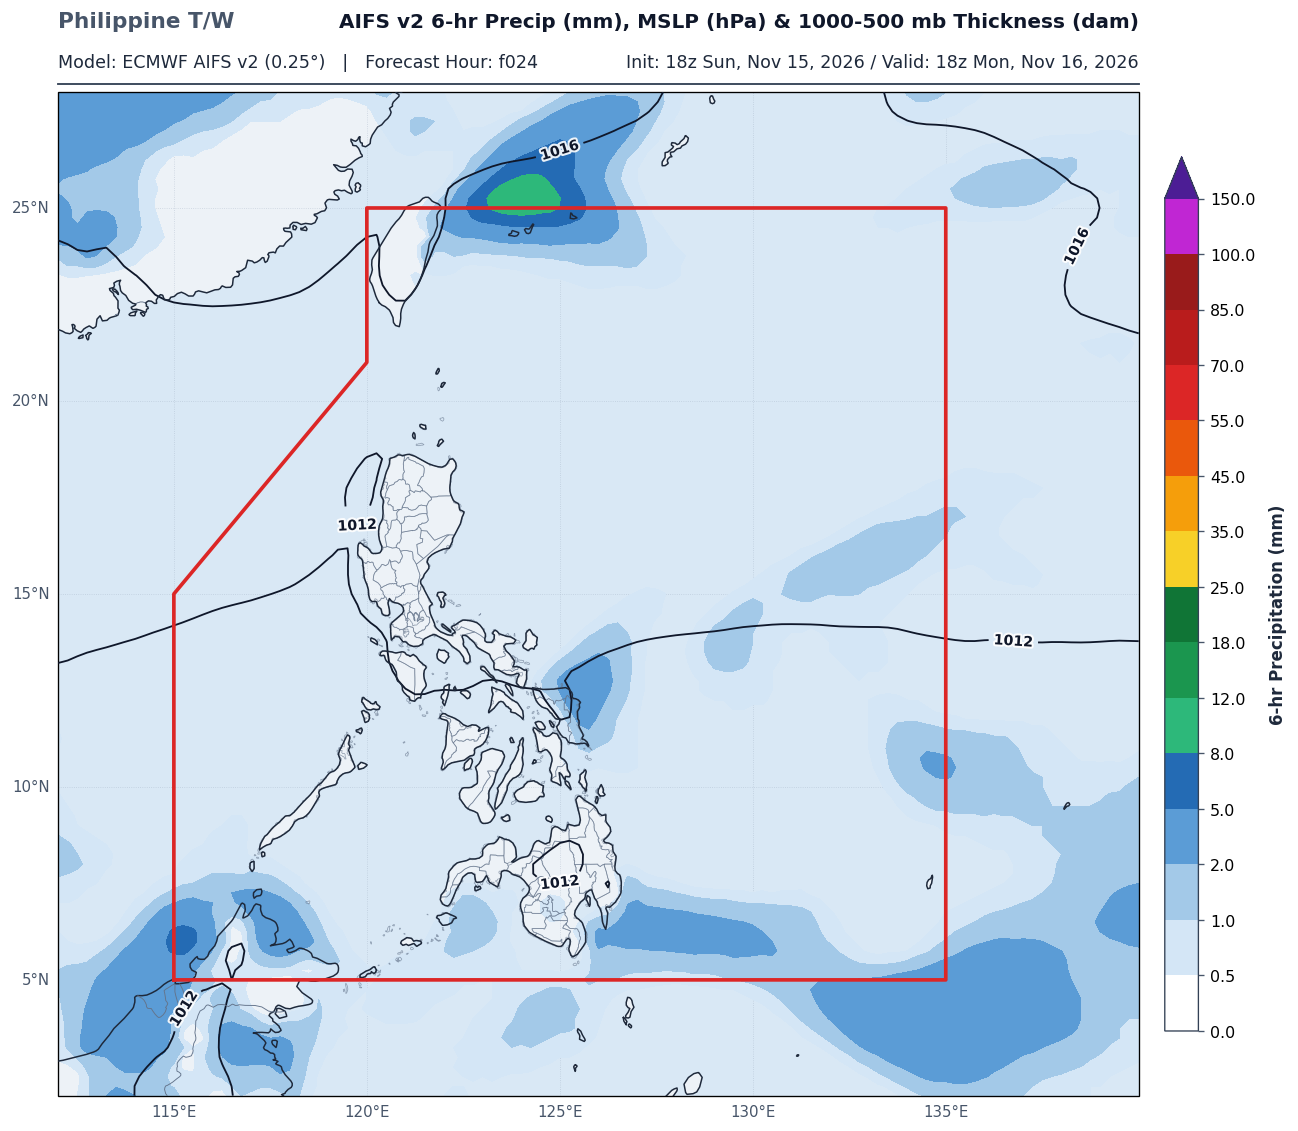 Philippine T/W
AIFS v2 6-hr Precip (mm), MSLP (hPa) & 1000-500 mb Thickness (dam)
Model: ECMWF AIFS v2 (0.25°) | Forecast Hour: f024
Init: 18z Sun, Nov 15, 2026 / Valid: 18z Mon, Nov 16, 2026
1016
1016
1012
1012
1012
1012
25°N
20°N
15°N
10°N
5°N
115°E
120°E
125°E
130°E
135°E
150.0
100.0
85.0
70.0
55.0
45.0
35.0
25.0
18.0
12.0
8.0
5.0
2.0
1.0
0.5
0.0
6-hr Precipitation (mm)